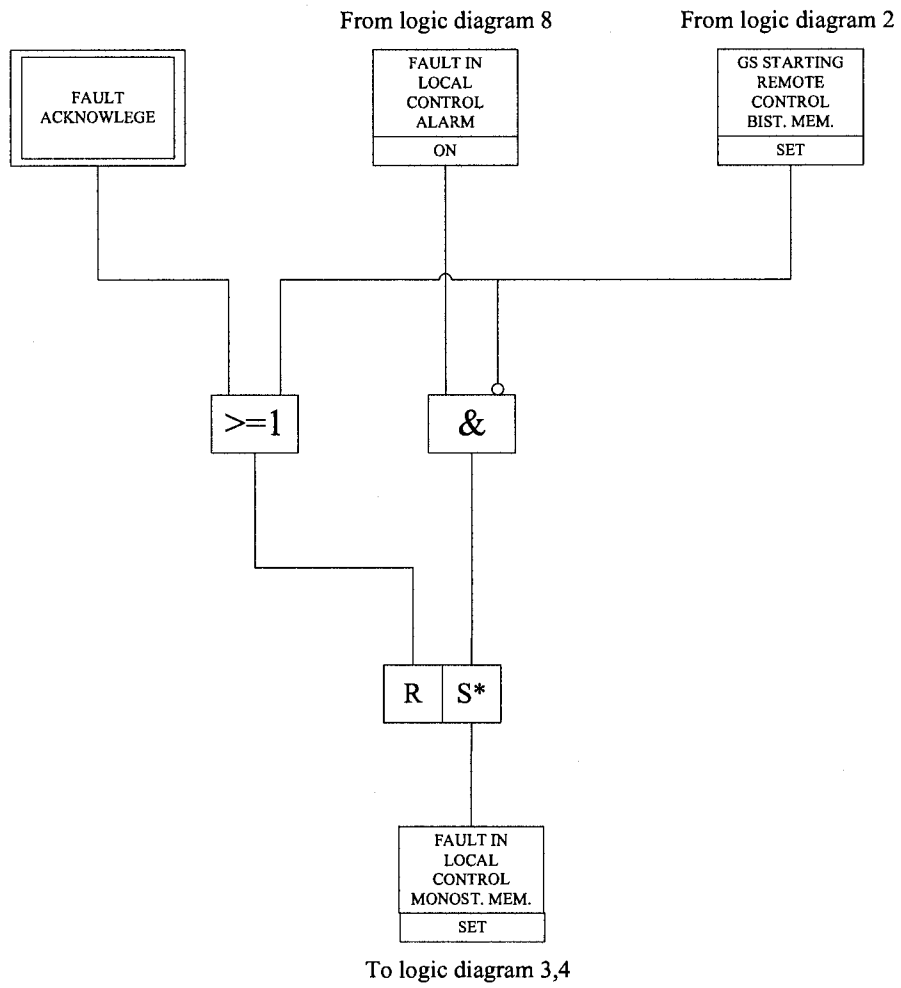 From logic diagram 8
From logic diagram 2
FAULT
ACKNOWLEGE
FAULT IN
LOCAL
CONTROL
ALARM
ON
GS STARTING
REMOTE
CONTROL
BIST. MEM.
SET
>=1
&
R
S*
FAULT IN
LOCAL
CONTROL
MONOST. MEM.
SET
To logic diagram 3,4